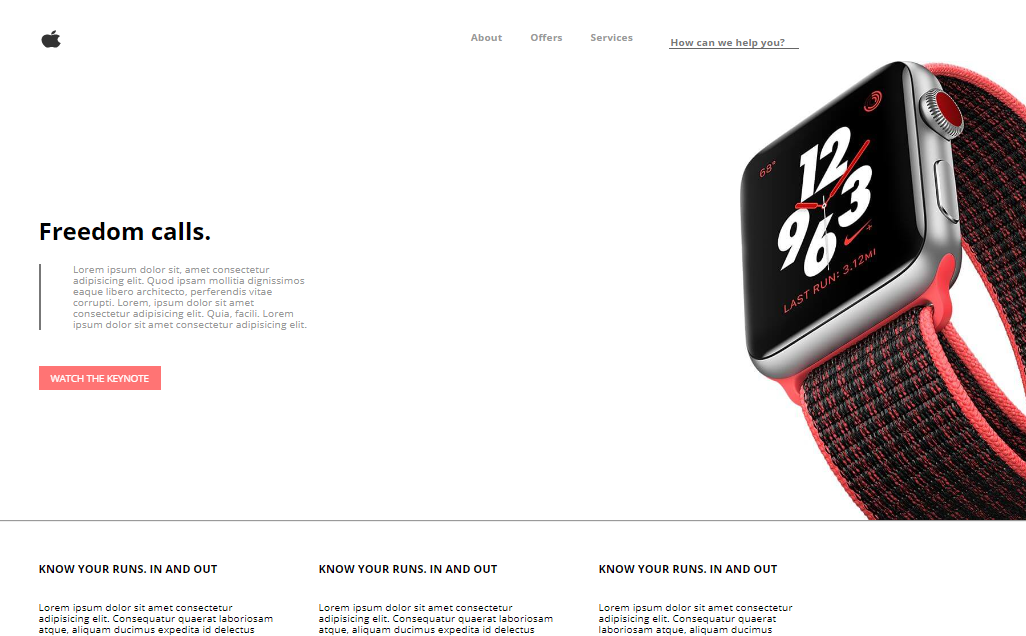 About Offers Services How can we help you?
68°
12
3
9
6
LAST RUN: 3.12MI
Freedom calls.
Lorem ipsum dolor sit, amet consectetur
adipisicing elit. Quod ipsam mollitia dignissimos
eaque libero architecto, perferendis vitae
corrupti. Lorem, ipsum dolor sit amet
consectetur adipisicing elit. Quia, facili. Lorem
ipsum dolor sit amet consectetur adipisicing elit.
WATCH THE KEYNOTE
KNOW YOUR RUNS. IN AND OUT
Lorem ipsum dolor sit amet consectetur
adipisicing elit. Consequatur quaerat laboriosam
atque, aliquam ducimus expedita id delectus
KNOW YOUR RUNS. IN AND OUT
Lorem ipsum dolor sit amet consectetur
adipisicing elit. Consequatur quaerat laboriosam
atque, aliquam ducimus expedita id delectus
KNOW YOUR RUNS. IN AND OUT
Lorem ipsum dolor sit amet consectetur
adipisicing elit. Consequatur quaerat
atque, aliquam ducimus